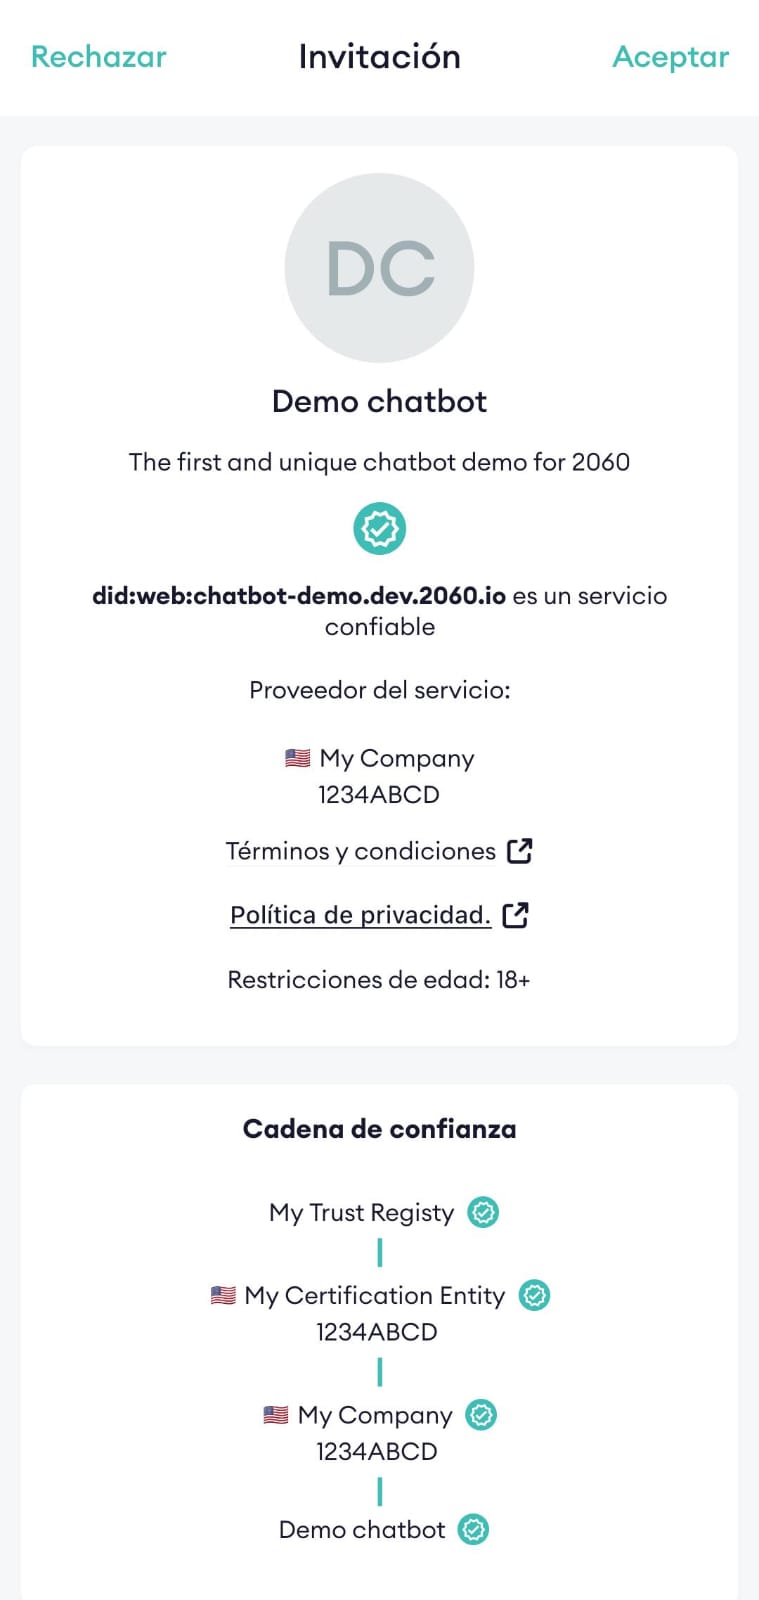 Rechazar
Invitación
Aceptar
DC
Demo chatbot
The first and unique chatbot demo for 2060
did:web:chatbot-demo.dev.2060.io es un servicio
confiable
Proveedor del servicio:
🇺🇸 My Company
1234ABCD
Términos y condiciones
Política de privacidad.
Restricciones de edad: 18+
Cadena de confianza
My Trust Registy
🇺🇸 My Certification Entity
1234ABCD
🇺🇸 My Company
1234ABCD
Demo chatbot